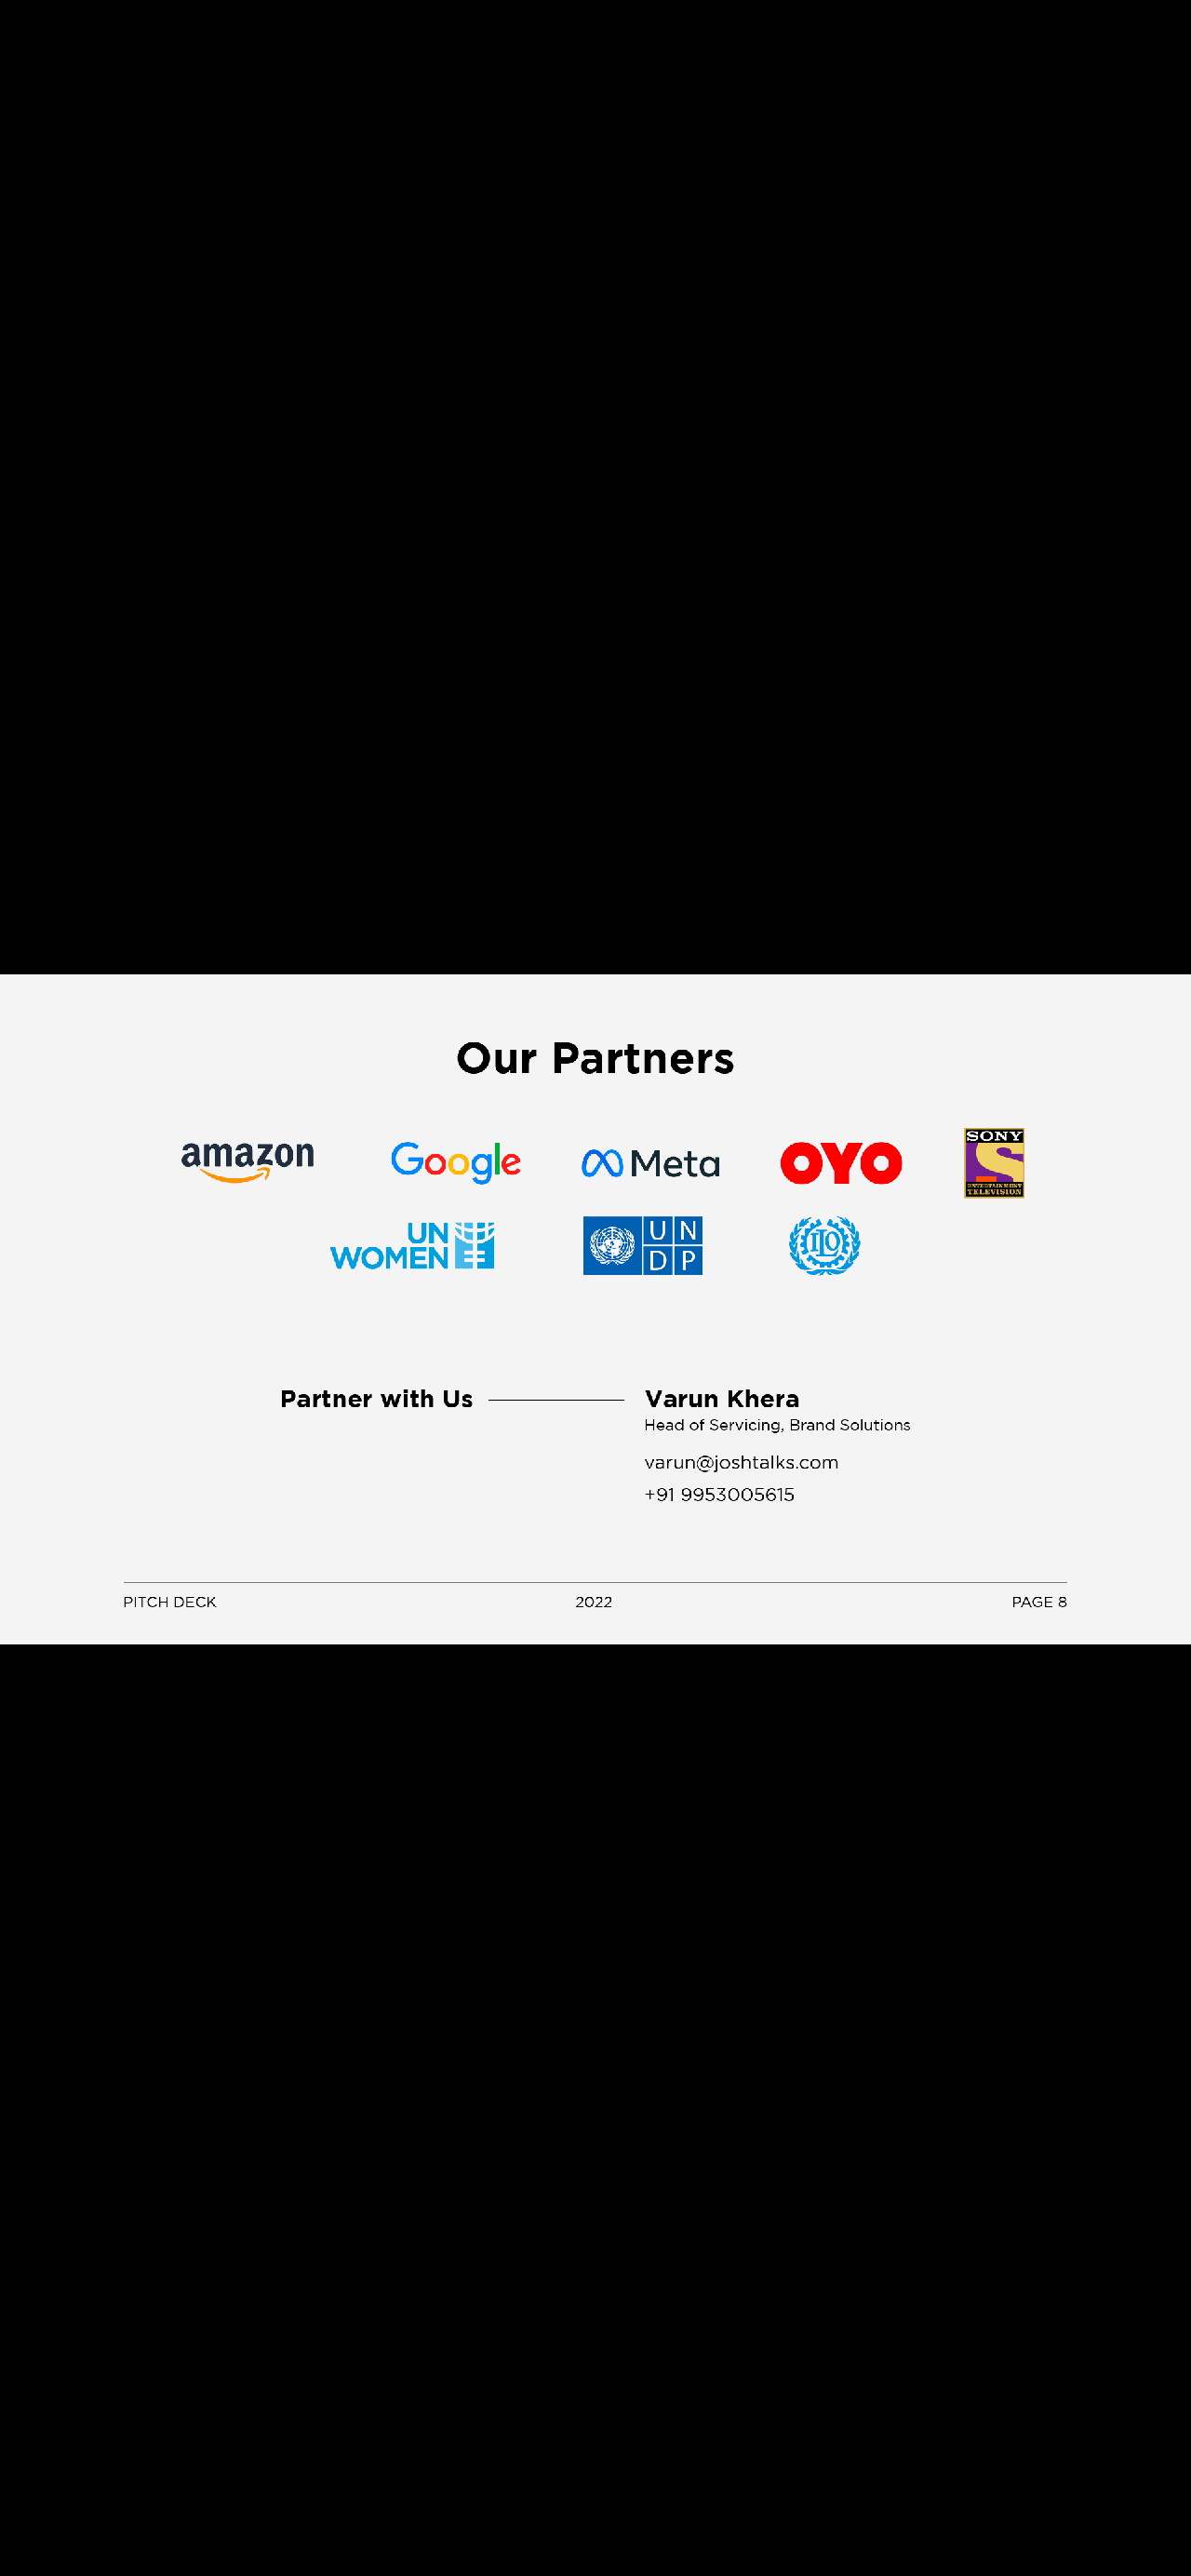 Our Partners
amazon Google Meta OYO SONY
ENTERTAINMENT
TELEVISION
UN
WOMEN
U N
D P
ILO
Partner with Us Varun Khera
Head of Servicing, Brand Solutions
varun@joshtalks.com
+91 9953005615
PITCH DECK 2022 PAGE 8